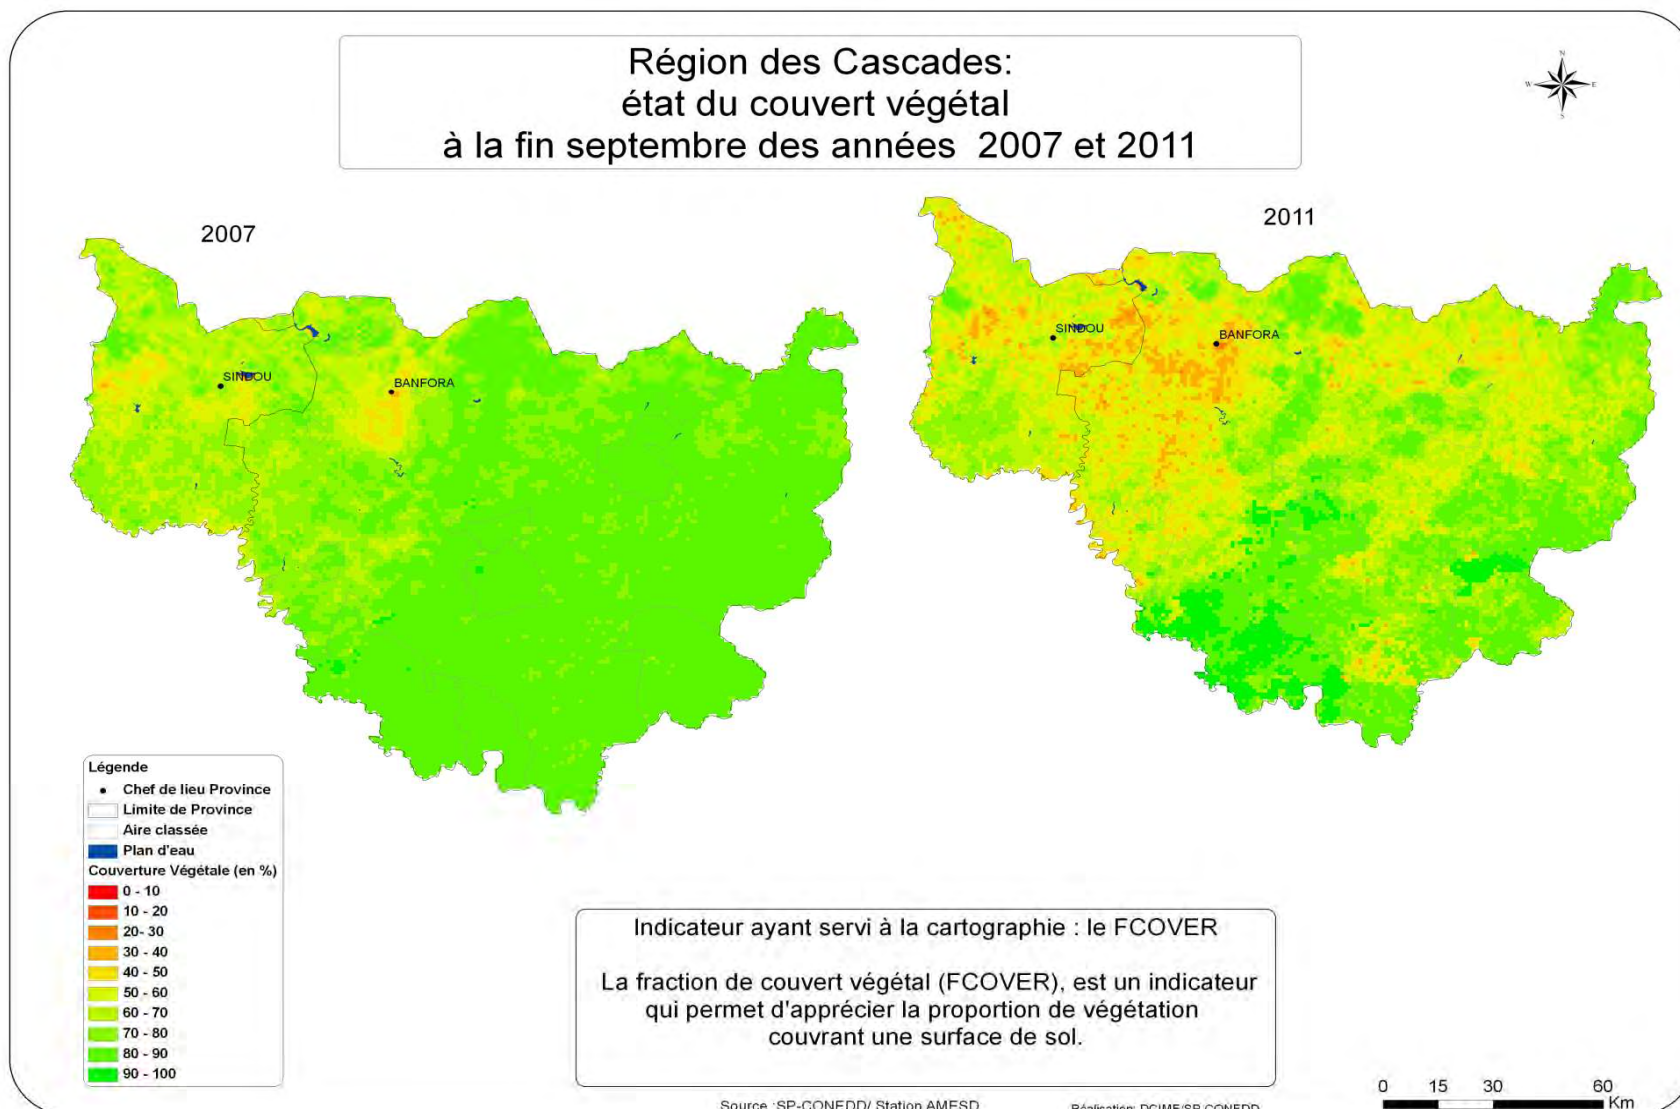 Région des Cascades:
état du couvert végétal
à la fin septembre des années 2007 et 2011
N
W
E
S
2007
2011
SINDOU
BANFORA
SINDOU
BANFORA
Légende
Chef de lieu Province
Limite de Province
Aire classée
Plan d'eau
Couverture Végétale (en %)
0 - 10
10 - 20
20- 30
30 - 40
40 - 50
50 - 60
60 - 70
70 - 80
80 - 90
90 - 100
Indicateur ayant servi à la cartographie : le FCOVER
La fraction de couvert végétal (FCOVER), est un indicateur
qui permet d'apprécier la proportion de végétation
couvrant une surface de sol.
Source :SP-CONEDD/ Station AMESD
Réalisation: DCIME/SP CONEDD
0 15 30 60
Km